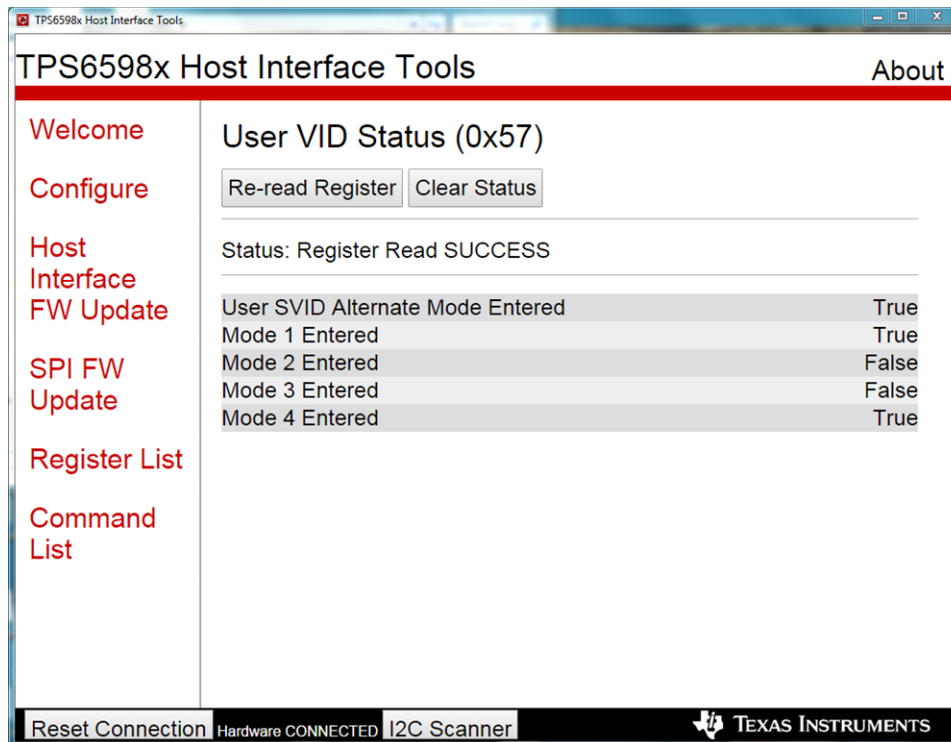 TPS6598x Host Interface Tools
TPS6598x Host Interface Tools
About
Welcome
Configure
Host
Interface
FW Update
SPI FW
Update
Register List
Command
List
User VID Status (0x57)
Re-read Register Clear Status
Status: Register Read SUCCESS
User SVID Alternate Mode Entered True
Mode 1 Entered True
Mode 2 Entered False
Mode 3 Entered False
Mode 4 Entered True
Reset Connection Hardware CONNECTED I2C Scanner
TEXAS INSTRUMENTS